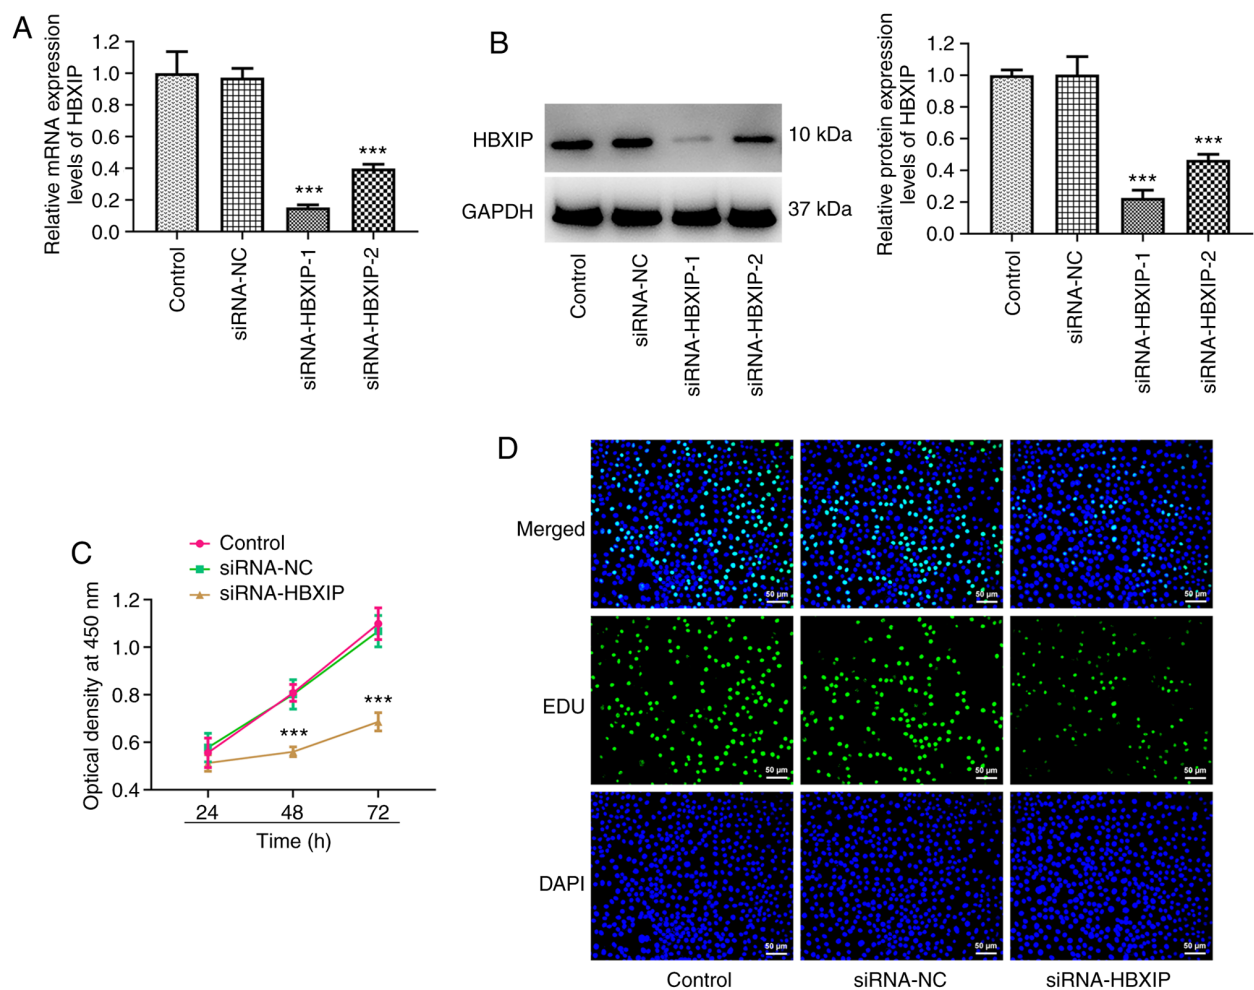 A
Relative mRNA expression
levels of HBXIP
1.2
1.0
0.8
0.6
0.4
0.2
0.0
***
***
Control
siRNA-NC
siRNA-HBXIP-1
siRNA-HBXIP-2
B
HBXIP
10 kDa
GAPDH
37 kDa
Control
siRNA-NC
siRNA-HBXIP-1
siRNA-HBXIP-2
Relative protein expression
levels of HBXIP
1.2
1.0
0.8
0.6
0.4
0.2
0.0
***
***
Control
siRNA-NC
siRNA-HBXIP-1
siRNA-HBXIP-2
C
Control
siRNA-NC
siRNA-HBXIP
Optical density at 450 nm
1.2
1.0
0.8
0.6
0.4
***
***
24 48 72
Time (h)
D
Merged
50 µm 50 µm 50 µm
EDU
50 µm 50 µm 50 µm
DAPI
50 µm 50 µm 50 µm
Control siRNA-NC siRNA-HBXIP